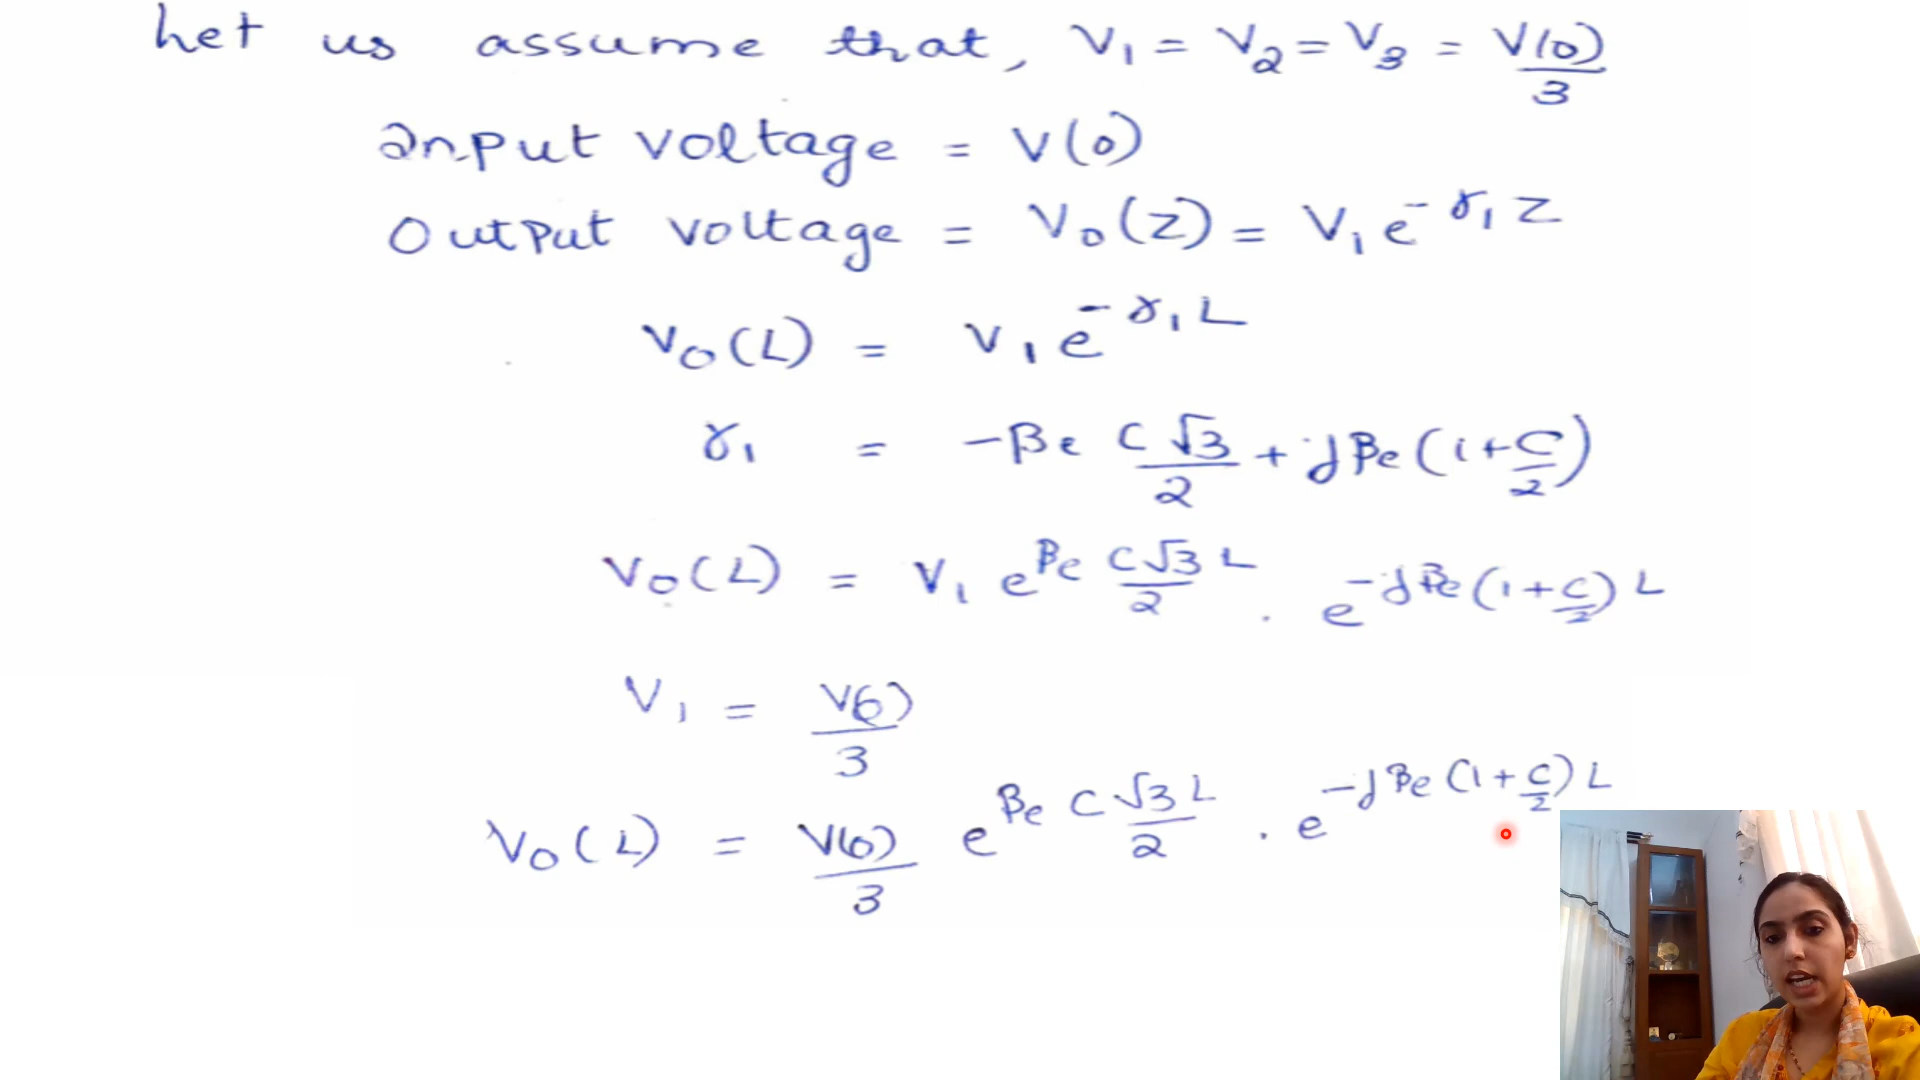 Let us assume that, V₁ = V₂ = V₃ = V(0)/3
Input voltage = V(0)
Output voltage = V₀(Z) = V₁ e^(-γ₁Z)
V₀(L) = V₁ e^(-γ₁L)
γ₁ = -βe C√3/2 + jβe(1+C/2)
V₀(L) = V₁ e^(βe C√3/2 L) . e^(-jβe(1+C/2)L)
V₁ = V(0)/3
V₀(L) = V(0)/3 e^(βe C√3/2 L) . e^(-jβe(1+C/2)L)